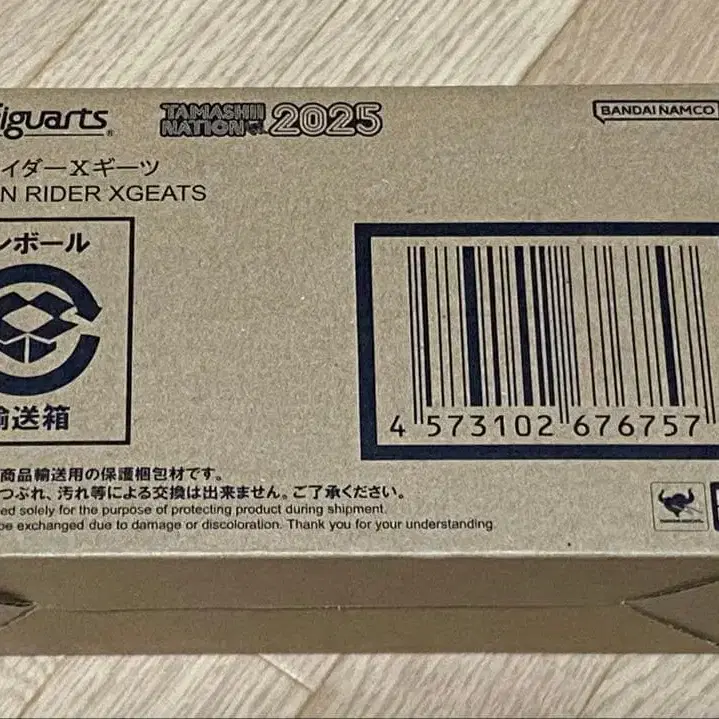 iguarts®
TAMASHII NATION 2025
BANDAI NAMCO
イダーXギーツ
N RIDER XGEATS
ンボール
輸送箱
4 573102 676757
商品輸送用の保護梱包材です。
つぶれ、汚れ等による交換は出来ません。ご了承ください。
ed solely for the purpose of protecting product during shipment.
be exchanged due to damage or discoloration. Thank you for your understanding.